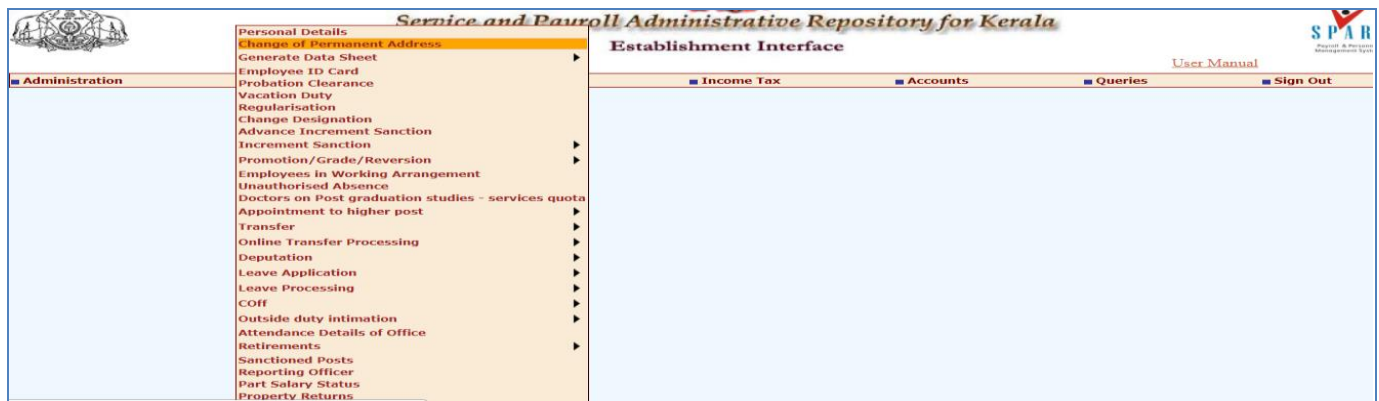 Service and Payroll Administrative Repository for Kerala
Establishment Interface
SPAR
Payroll & Persone
Management Syst
User Manual
Administration
Income Tax
Accounts
Queries
Sign Out
Personal Details
Change of Permanent Address
Generate Data Sheet
Employee ID Card
Probation Clearance
Vacation Duty
Regularisation
Change Designation
Advance Increment Sanction
Increment Sanction
Promotion/Grade/Reversion
Employees in Working Arrangement
Unauthorised Absence
Doctors on Post graduation studies - services quota
Appointment to higher post
Transfer
Online Transfer Processing
Deputation
Leave Application
Leave Processing
COff
Outside duty intimation
Attendance Details of Office
Retirements
Sanctioned Posts
Reporting Officer
Part Salary Status
Property Returns